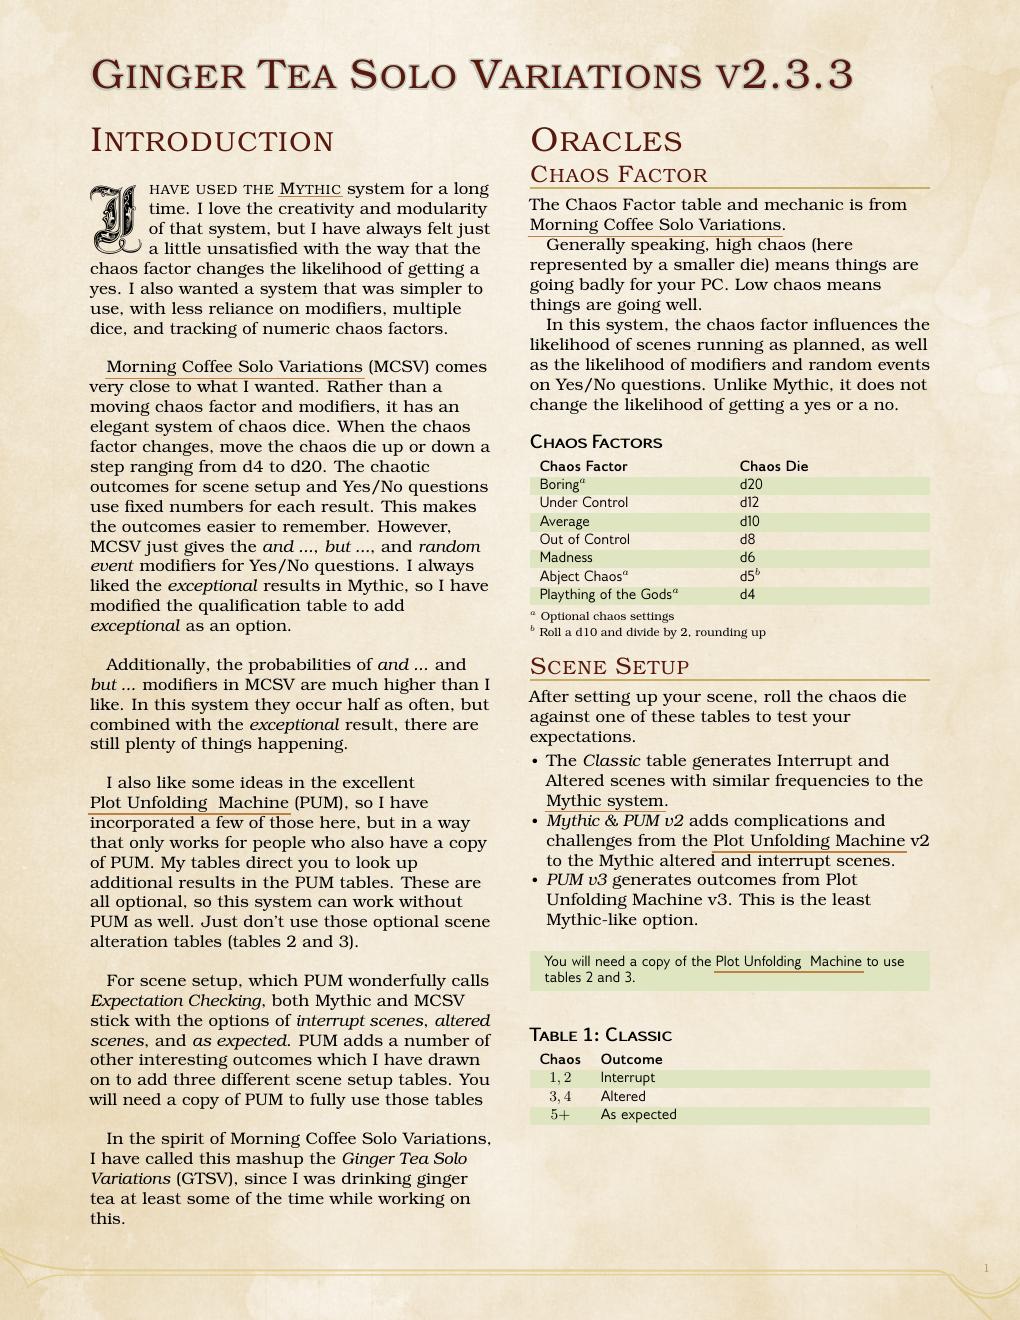 Ginger Tea Solo Variations v2.3.3
Introduction
I have used the Mythic system for a long
time. I love the creativity and modularity
of that system, but I have always felt just
a little unsatisfied with the way that the
chaos factor changes the likelihood of getting a
yes. I also wanted a system that was simpler to
use, with less reliance on modifiers, multiple
dice, and tracking of numeric chaos factors.
Morning Coffee Solo Variations (MCSV) comes
very close to what I wanted. Rather than a
moving chaos factor and modifiers, it has an
elegant system of chaos dice. When the chaos
factor changes, move the chaos die up or down a
step ranging from d4 to d20. The chaotic
outcomes for scene setup and Yes/No questions
use fixed numbers for each result. This makes
the outcomes easier to remember. However,
MCSV just gives the and ..., but ..., and random
event modifiers for Yes/No questions. I always
liked the exceptional results in Mythic, so I have
modified the qualification table to add
exceptional as an option.
Additionally, the probabilities of and ... and
but ... modifiers in MCSV are much higher than I
like. In this system they occur half as often, but
combined with the exceptional result, there are
still plenty of things happening.
I also like some ideas in the excellent
Plot Unfolding Machine (PUM), so I have
incorporated a few of those here, but in a way
that only works for people who also have a copy
of PUM. My tables direct you to look up
additional results in the PUM tables. These are
all optional, so this system can work without
PUM as well. Just don't use those optional scene
alteration tables (tables 2 and 3).
For scene setup, which PUM wonderfully calls
Expectation Checking, both Mythic and MCSV
stick with the options of interrupt scenes, altered
scenes, and as expected. PUM adds a number of
other interesting outcomes which I have drawn
on to add three different scene setup tables. You
will need a copy of PUM to fully use those tables
In the spirit of Morning Coffee Solo Variations,
I have called this mashup the Ginger Tea Solo
Variations (GTSV), since I was drinking ginger
tea at least some of the time while working on
this.
Oracles
Chaos Factor
The Chaos Factor table and mechanic is from
Morning Coffee Solo Variations.
Generally speaking, high chaos (here
represented by a smaller die) means things are
going badly for your PC. Low chaos means
things are going well.
In this system, the chaos factor influences the
likelihood of scenes running as planned, as well
as the likelihood of modifiers and random events
on Yes/No questions. Unlike Mythic, it does not
change the likelihood of getting a yes or a no.
Chaos Factors
Chaos Factor Chaos Die
Boring a d20
Under Control d12
Average d10
Out of Control d8
Madness d6
Abject Chaos a d5 b
Plaything of the Gods a d4
a Optional chaos settings
b Roll a d10 and divide by 2, rounding up
Scene Setup
After setting up your scene, roll the chaos die
against one of these tables to test your
expectations.
• The Classic table generates Interrupt and
Altered scenes with similar frequencies to the
Mythic system.
• Mythic & PUM v2 adds complications and
challenges from the Plot Unfolding Machine v2
to the Mythic altered and interrupt scenes.
• PUM v3 generates outcomes from Plot
Unfolding Machine v3. This is the least
Mythic-like option.
You will need a copy of the Plot Unfolding Machine to use
tables 2 and 3.
Table 1: Classic
Chaos Outcome
1, 2 Interrupt
3, 4 Altered
5+ As expected
1